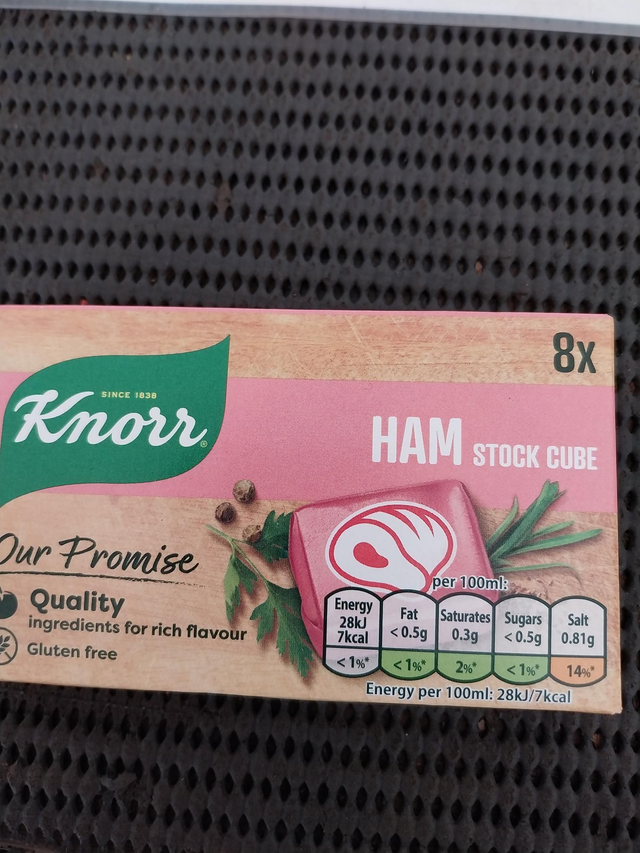 8x
SINCE 1838
Knorr®
HAM STOCK CUBE
Our Promise
Quality
ingredients for rich flavour
Gluten free
per 100ml:
Energy 28kJ 7kcal <1%*
Fat <0.5g <1%*
Saturates 0.3g 2%*
Sugars <0.5g <1%*
Salt 0.81g 14%*
Energy per 100ml: 28kJ/7kcal